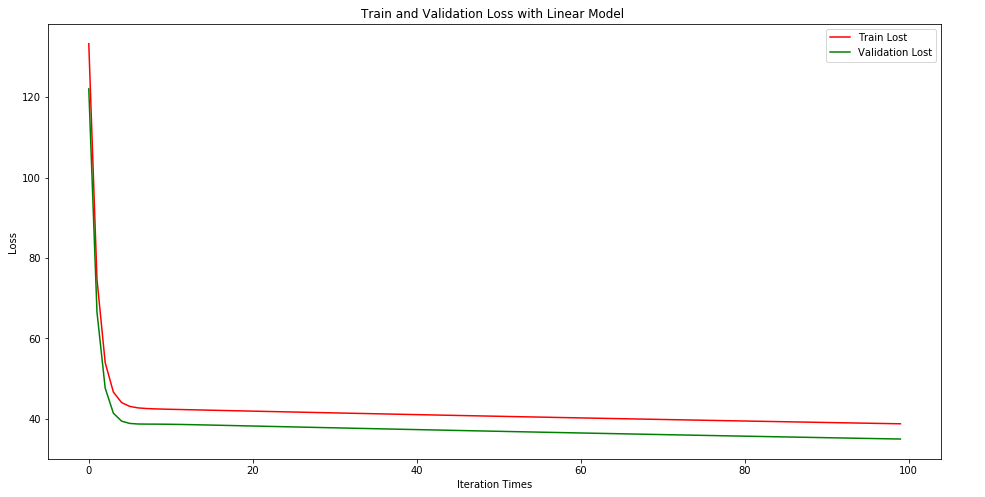 Train and Validation Loss with Linear Model
Train Lost
Validation Lost
120
100
80
60
40
Loss
0 20 40 60 80 100
Iteration Times